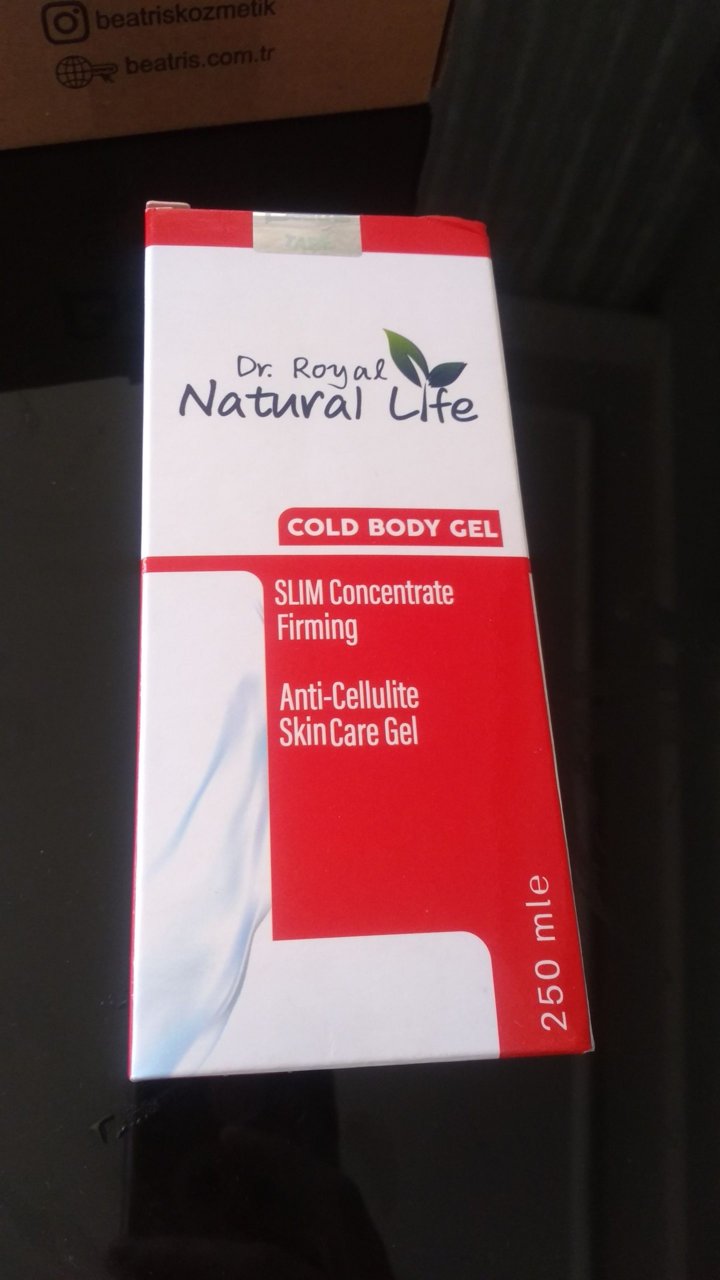 beatriskozmetik
beatris.com.tr
Dr. Royal
Natural Life
COLD BODY GEL
SLIM Concentrate
Firming
Anti-Cellulite
Skin Care Gel
250 mle